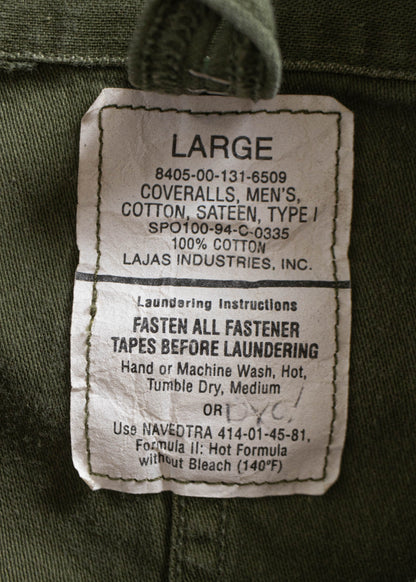 LARGE
8405-00-131-6509
COVERALLS, MEN'S,
COTTON, SATEEN, TYPE I
SPO100-94-C-0335
100% COTTON
LAJAS INDUSTRIES, INC.
Laundering Instructions
FASTEN ALL FASTENER
TAPES BEFORE LAUNDERING
Hand or Machine Wash, Hot,
Tumble Dry, Medium
OR
Use NAVEDTRA 414-01-45-81,
Formula II: Hot Formula
without Bleach (140°F)